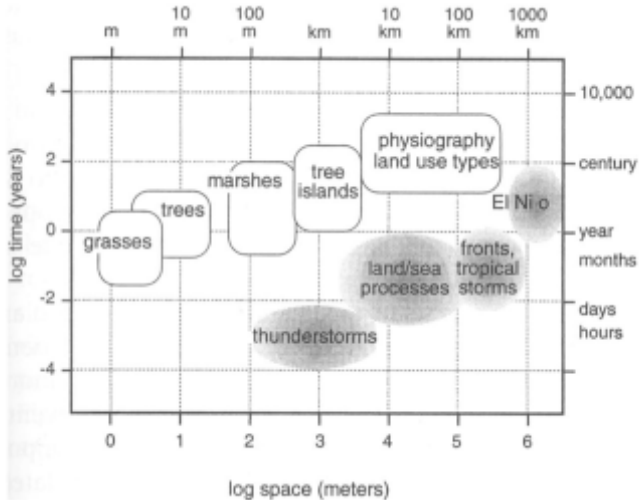 10 100 10 100 1000
m m m km km km km
4
2
0
-2
-4
log time (years)
10,000
century
year
months
days
hours
physiography
land use types
tree
islands
marshes
trees
grasses
El Ni o
fronts,
tropical
storms
land/sea
processes
thunderstorms
0 1 2 3 4 5 6
log space (meters)